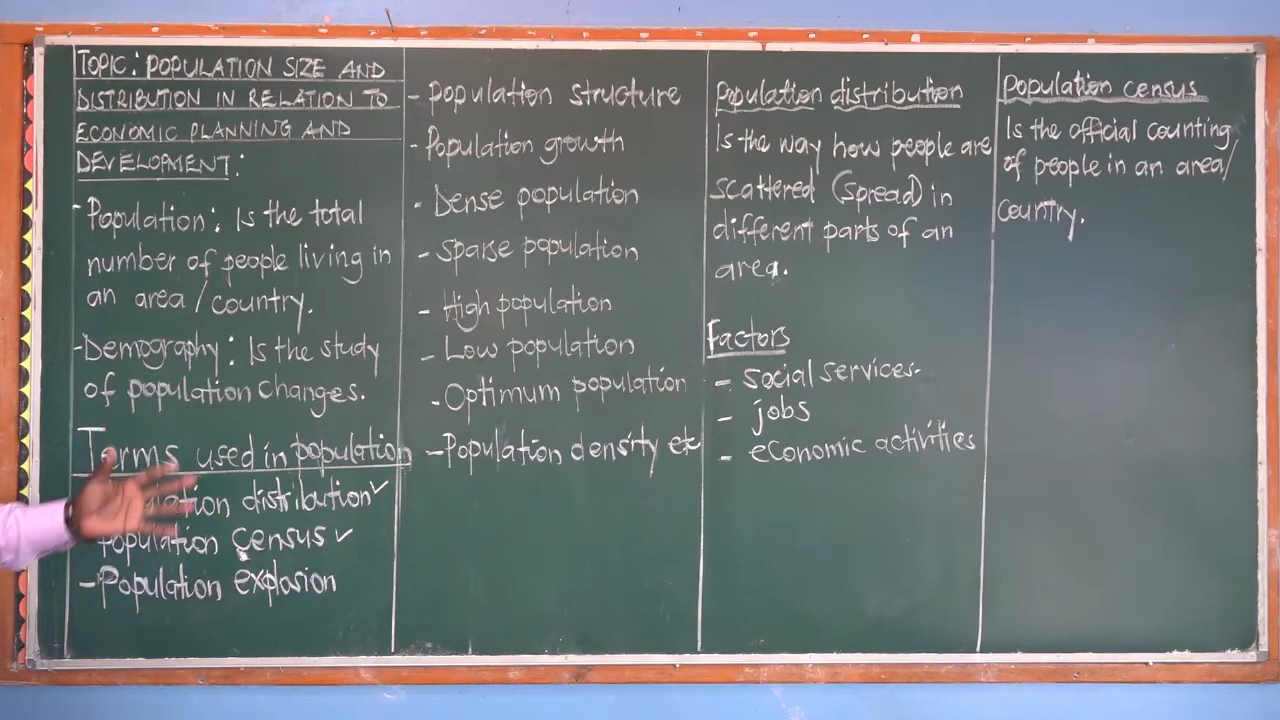 TOPIC: POPULATION SIZE AND
DISTRIBUTION IN RELATION TO
ECONOMIC PLANNING AND
DEVELOPMENT:
- Population: Is the total
number of people living in
an area/country.
- Demography: Is the study
of population changes.
Terms used in population
distribution ✓
population census ✓
- Population explosion
- population structure
- Population growth
- Dense population
- Sparse population
- High population
- Low population
- Optimum population
- Population density etc
Population distribution
Is the way how people are
scattered (spread) in
different parts of an
area.
Factors
- Social services.
- jobs
- economic activities
Population census
Is the official counting
of people in an area/
country.